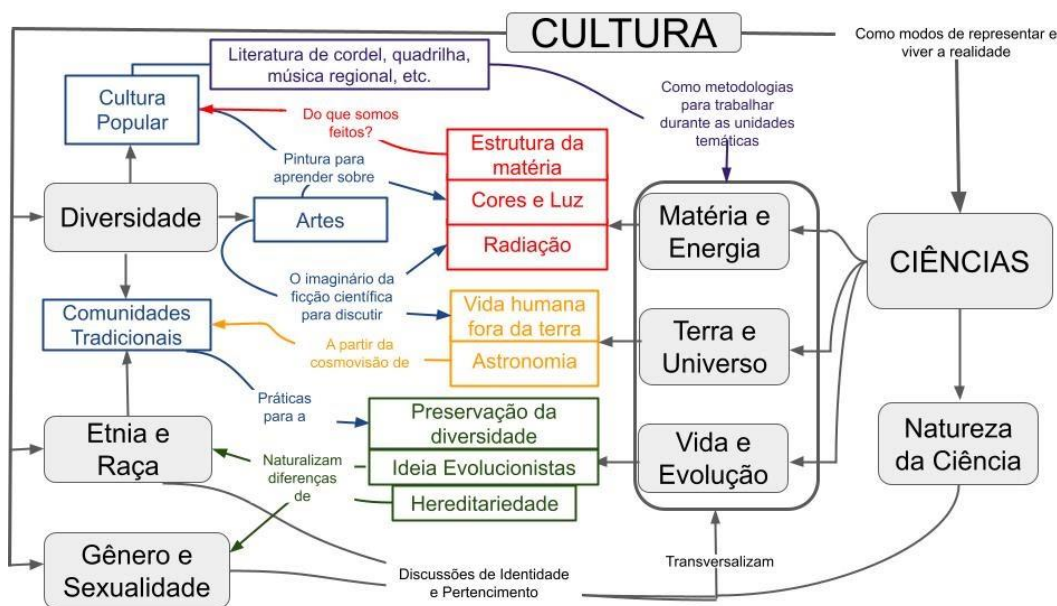 CULTURA
Como modos de representar e
viver a realidade
Literatura de cordel, quadrilha,
música regional, etc.
Cultura
Popular
Como metodologias
para trabalhar
durante as unidades
temáticas
Do que somos
feitos?
Estrutura da
matéria
Pintura para
aprender sobre
Cores e Luz
Diversidade
Artes
Matéria e
Energia
Radiação
CIÊNCIAS
O imaginário da
ficção científica
para discutir
Comunidades
Tradicionais
Vida humana
fora da terra
Terra e
Universo
A partir da
cosmovisão de
Astronomia
Práticas
para a
Preservação da
diversidade
Etnia e
Raça
Vida e
Evolução
Natureza
da Ciência
Naturalizam
diferenças
de
Ideia Evolucionistas
Hereditariedade
Gênero e
Sexualidade
Transversalizam
Discussões de Identidade
e Pertencimento